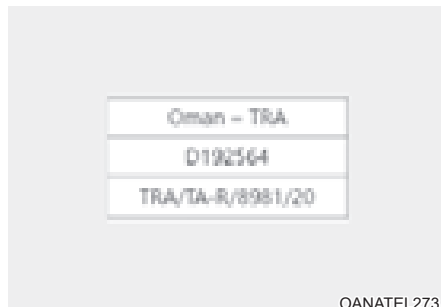 Oman – TRA
D192564
TRA/TA-R/8981/20
OANATEL273